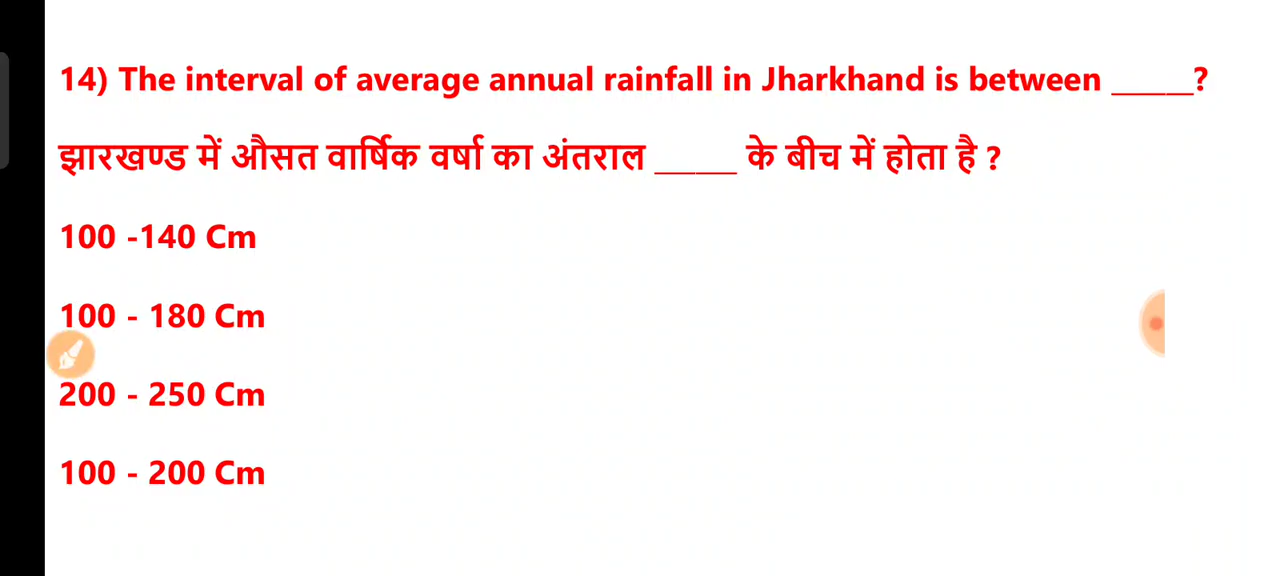 14) The interval of average annual rainfall in Jharkhand is between _____?
झारखण्ड में औसत वार्षिक वर्षा का अंतराल _____ के बीच में होता है ?
100 -140 Cm
100 - 180 Cm
200 - 250 Cm
100 - 200 Cm